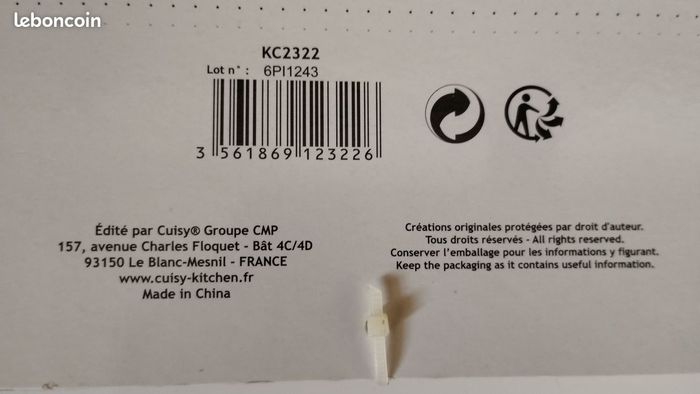 leboncoin
KC2322
Lot n° : 6PI1243
3 561869 123226
Édité par Cuisy® Groupe CMP
157, avenue Charles Floquet - Bât 4C/4D
93150 Le Blanc-Mesnil - FRANCE
www.cuisy-kitchen.fr
Made in China
Créations originales protégées par droit d'auteur.
Tous droits réservés - All rights reserved.
Conserver l'emballage pour les informations y figurant.
Keep the packaging as it contains useful information.